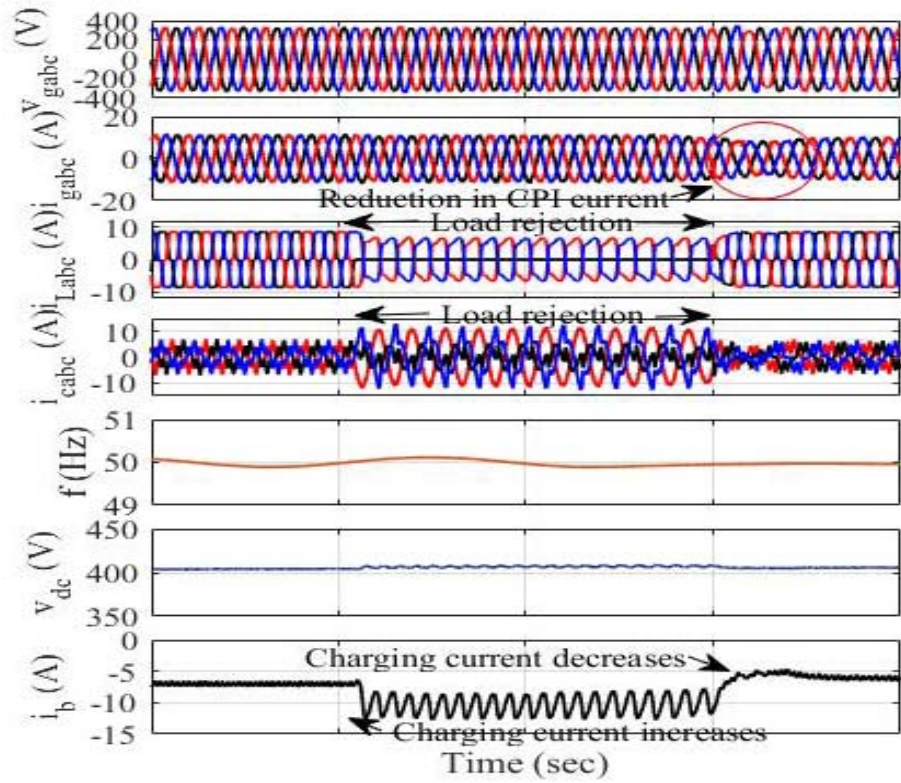 v_gabc (V)
400
200
0
-200
-400
i_gabc (A)
20
0
-20
Reduction in CPI current
i_Labc (A)
10
0
-10
Load rejection
i_cabc (A)
10
0
-10
Load rejection
f (Hz)
51
50
49
v_dc (V)
450
400
350
i_b (A)
0
-5
-10
-15
Charging current decreases
Charging current increases
Time (sec)